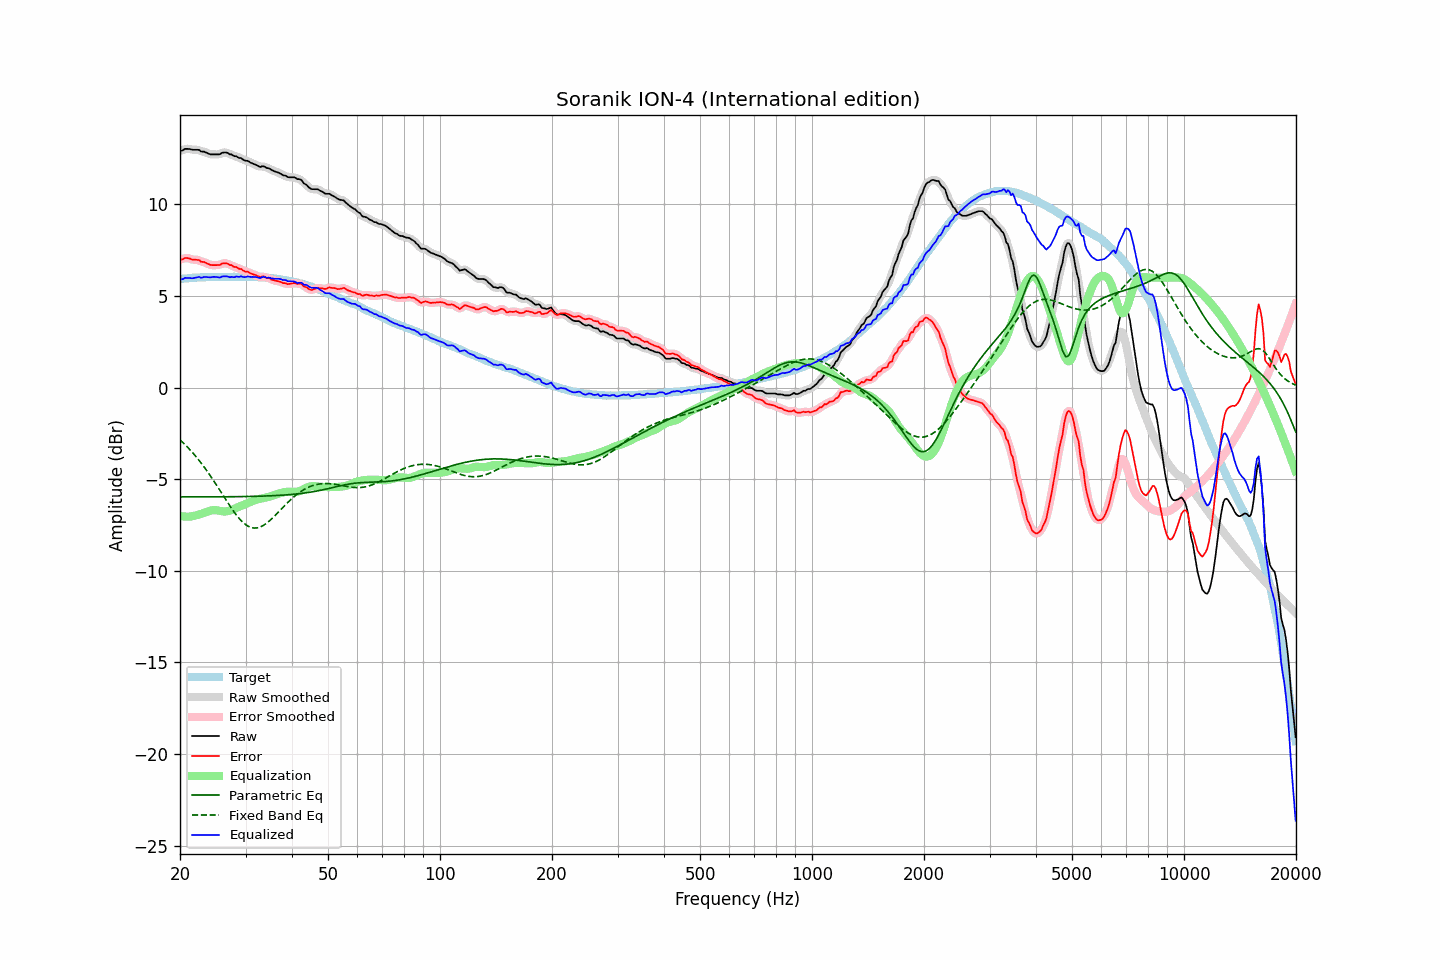 Soranik ION-4 (International edition)
Amplitude (dBr)
10
5
0
−5
−10
−15
−20
−25
Target
Raw Smoothed
Error Smoothed
Raw
Error
Equalization
Parametric Eq
Fixed Band Eq
Equalized
20 50 100 200 500 1000 2000 5000 10000 20000
Frequency (Hz)